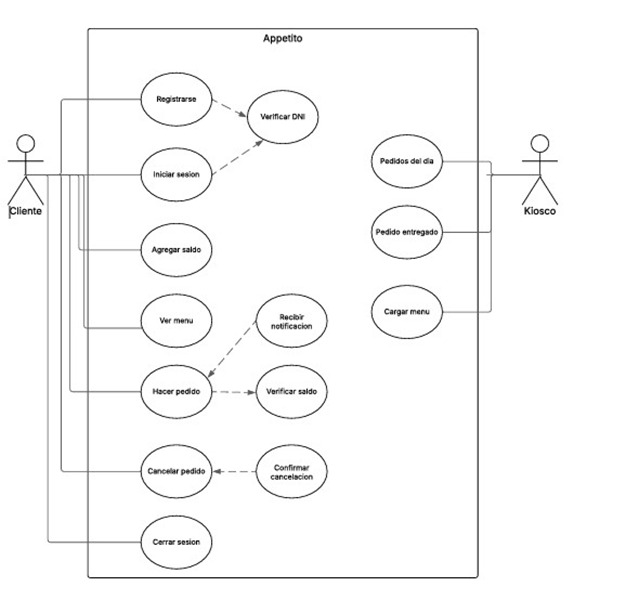 Appetito
Registrarse
Verificar DNI
Iniciar sesion
Pedidos del dia
Cliente
Kiosco
Pedido entregado
Agregar saldo
Ver menu
Recibir
notificacion
Cargar menu
Hacer pedido
Verificar saldo
Cancelar pedido
Confirmar
cancelacion
Cerrar sesion